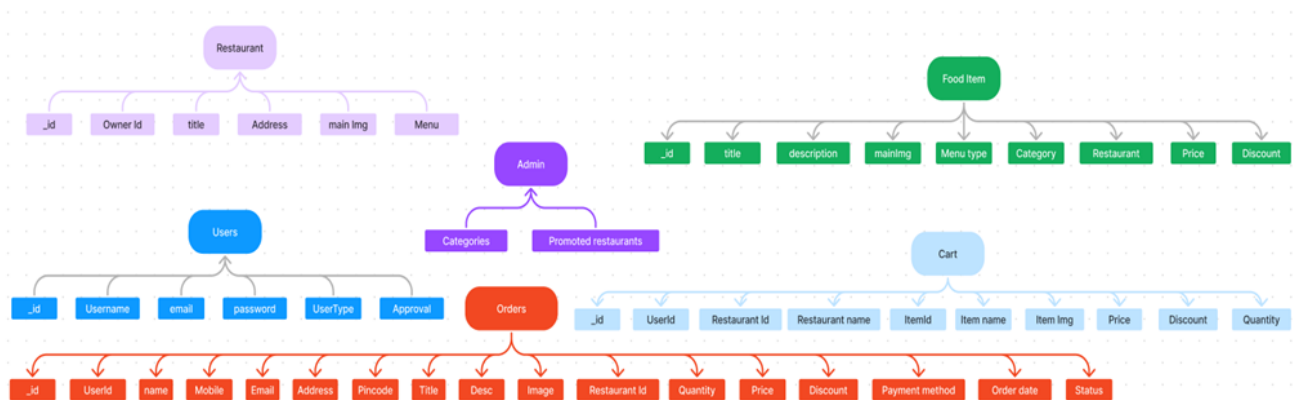 Restaurant
_id Owner Id title Address main Img Menu
Food Item
_id title description mainImg Menu type Category Restaurant Price Discount
Admin
Categories Promoted restaurants
Users
_id Username email password UserType Approval
Cart
_id UserId Restaurant Id Restaurant name ItemId Item name Item Img Price Discount Quantity
Orders
_id UserId name Mobile Email Address Pincode Title Desc Image Restaurant Id Quantity Price Discount Payment method Order date Status